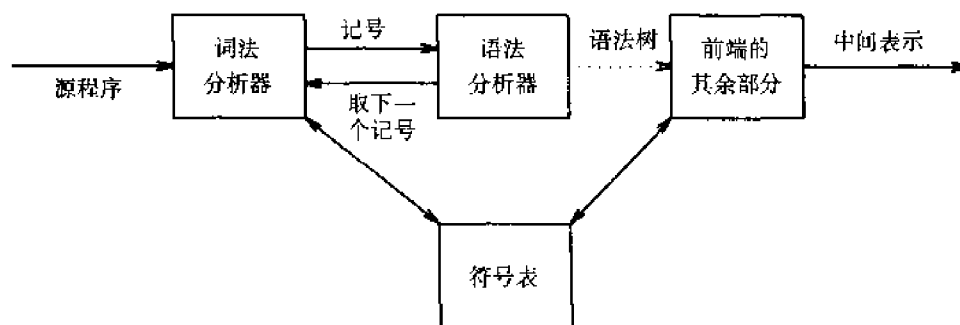 源程序
词法
分析器
记号
取下一
个记号
语法
分析器
语法树
前端的
其余部分
中间表示
符号表